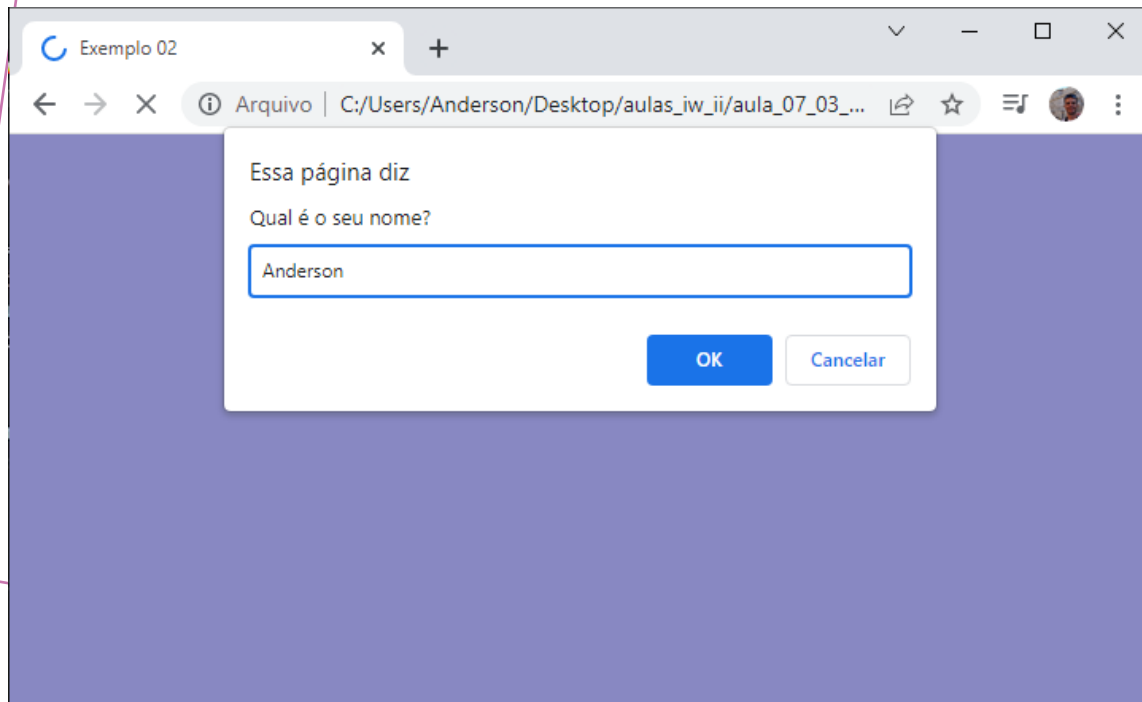 Exemplo 02
Arquivo C:/Users/Anderson/Desktop/aulas_iw_ii/aula_07_03_...
Essa página diz
Qual é o seu nome?
Anderson
OK Cancelar